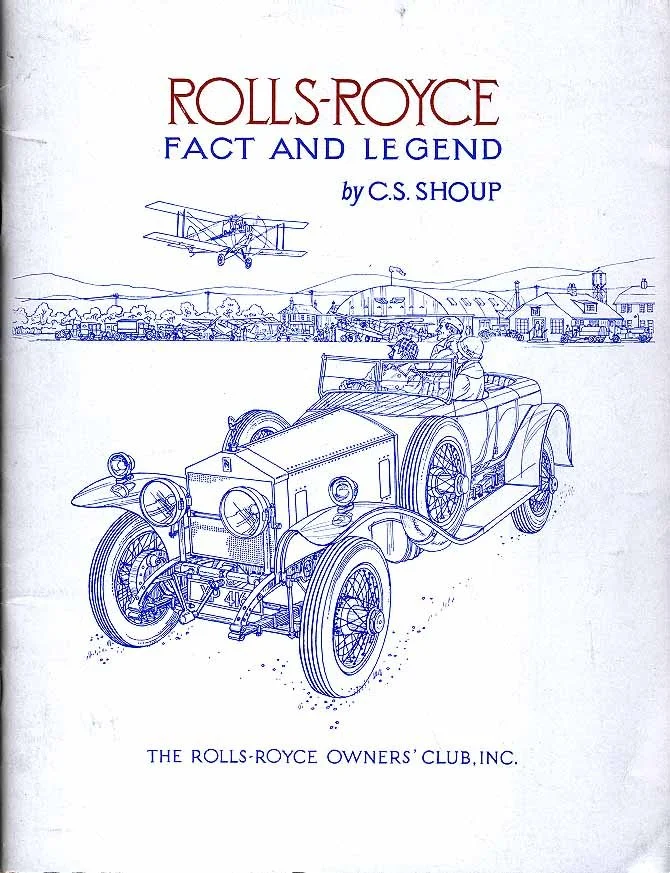 ROLLS-ROYCE
FACT AND LEGEND
by C.S. SHOUP
THE ROLLS-ROYCE OWNERS' CLUB, INC.